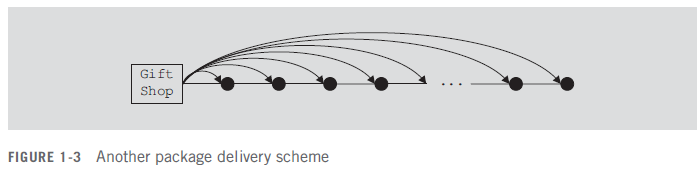 Gift
Shop
...
FIGURE 1-3 Another package delivery scheme